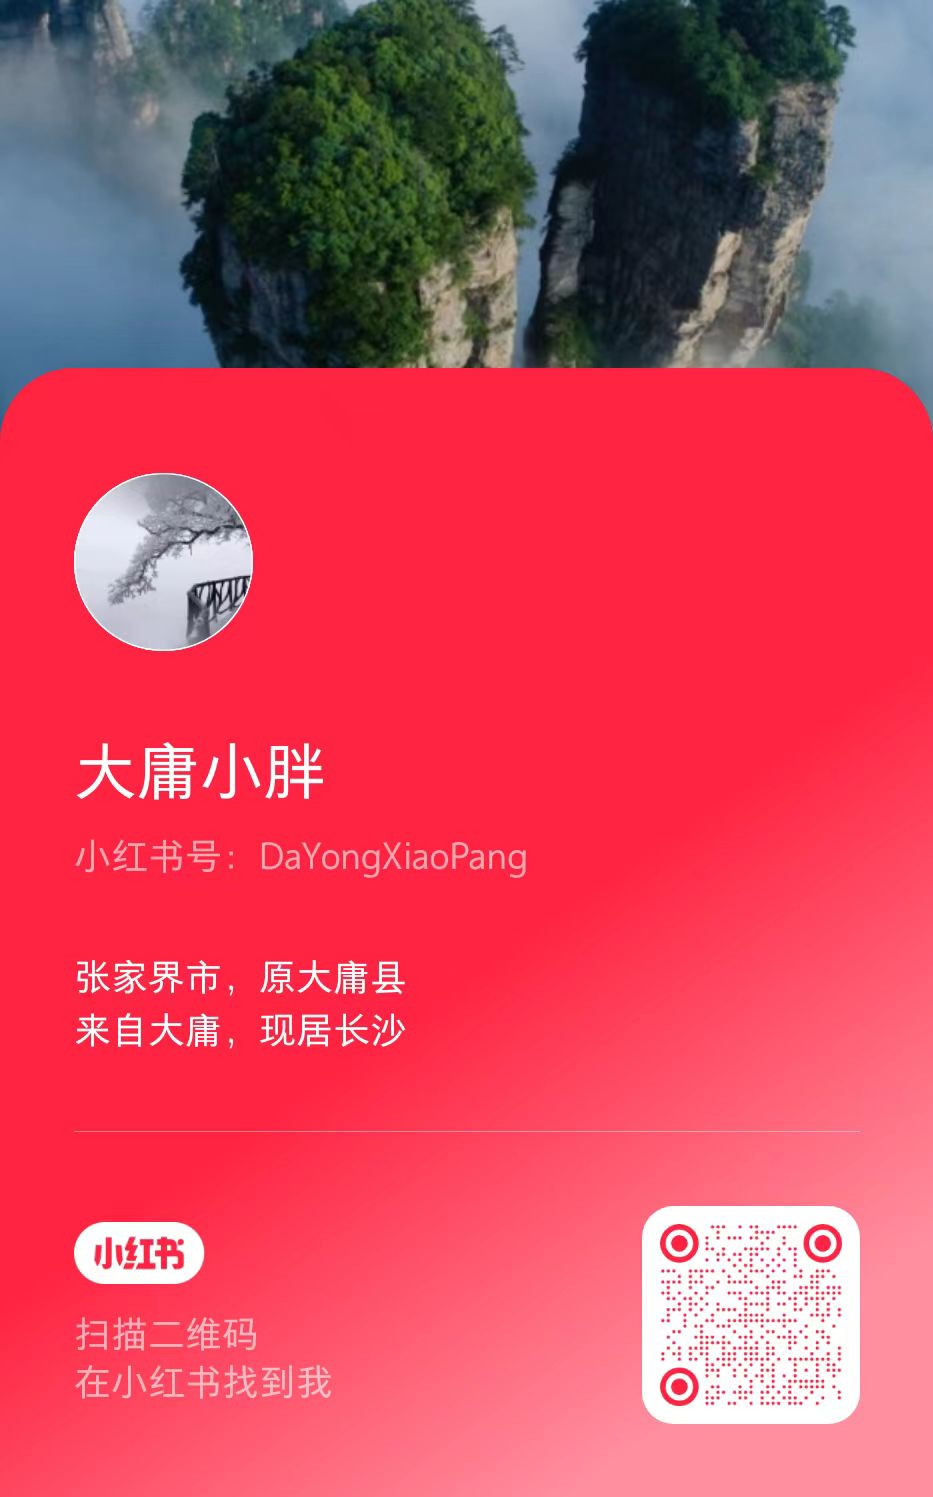 大庸小胖
小红书号：DaYongXiaoPang
张家界市，原大庸县
来自大庸，现居长沙
小红书
扫描二维码
在小红书找到我